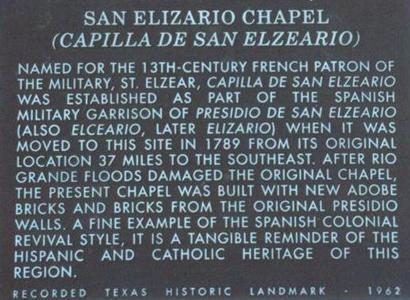 SAN ELIZARIO CHAPEL
(CAPILLA DE SAN ELZEARIO)
NAMED FOR THE 13TH-CENTURY FRENCH PATRON OF
THE MILITARY, ST. ELZEAR, CAPILLA DE SAN ELZEARIO
WAS ESTABLISHED AS PART OF THE SPANISH
MILITARY GARRISON OF PRESIDIO DE SAN ELZEARIO
(ALSO ELCEARIO, LATER ELIZARIO) WHEN IT WAS
MOVED TO THIS SITE IN 1789 FROM ITS ORIGINAL
LOCATION 37 MILES TO THE SOUTHEAST. AFTER RIO
GRANDE FLOODS DAMAGED THE ORIGINAL CHAPEL,
THE PRESENT CHAPEL WAS BUILT WITH NEW ADOBE
BRICKS AND BRICKS FROM THE ORIGINAL PRESIDIO
WALLS. A FINE EXAMPLE OF THE SPANISH COLONIAL
REVIVAL STYLE, IT IS A TANGIBLE REMINDER OF THE
HISPANIC AND CATHOLIC HERITAGE OF THIS
REGION.
RECORDED TEXAS HISTORIC LANDMARK - 1962